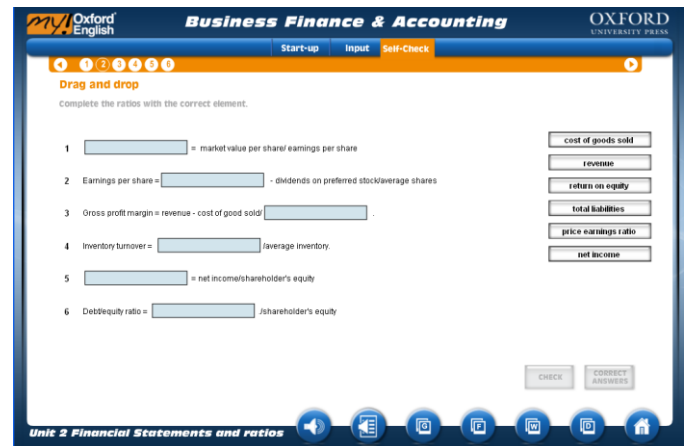 my Oxford English
Business Finance & Accounting
OXFORD
UNIVERSITY PRESS
Start-up Input Self-Check
1 2 3 4 5 6
Drag and drop
Complete the ratios with the correct element.
1 = market value per share/ earnings per share
2 Earnings per share = - dividends on preferred stock/average shares
3 Gross profit margin = revenue - cost of good sold/ .
4 Inventory turnover = /average inventory.
5 = net income/shareholder's equity
6 Debt/equity ratio = /shareholder's equity
cost of goods sold
revenue
return on equity
total liabilities
price earnings ratio
net income
CHECK
CORRECT ANSWERS
Unit 2 Financial Statements and ratios
G F W D